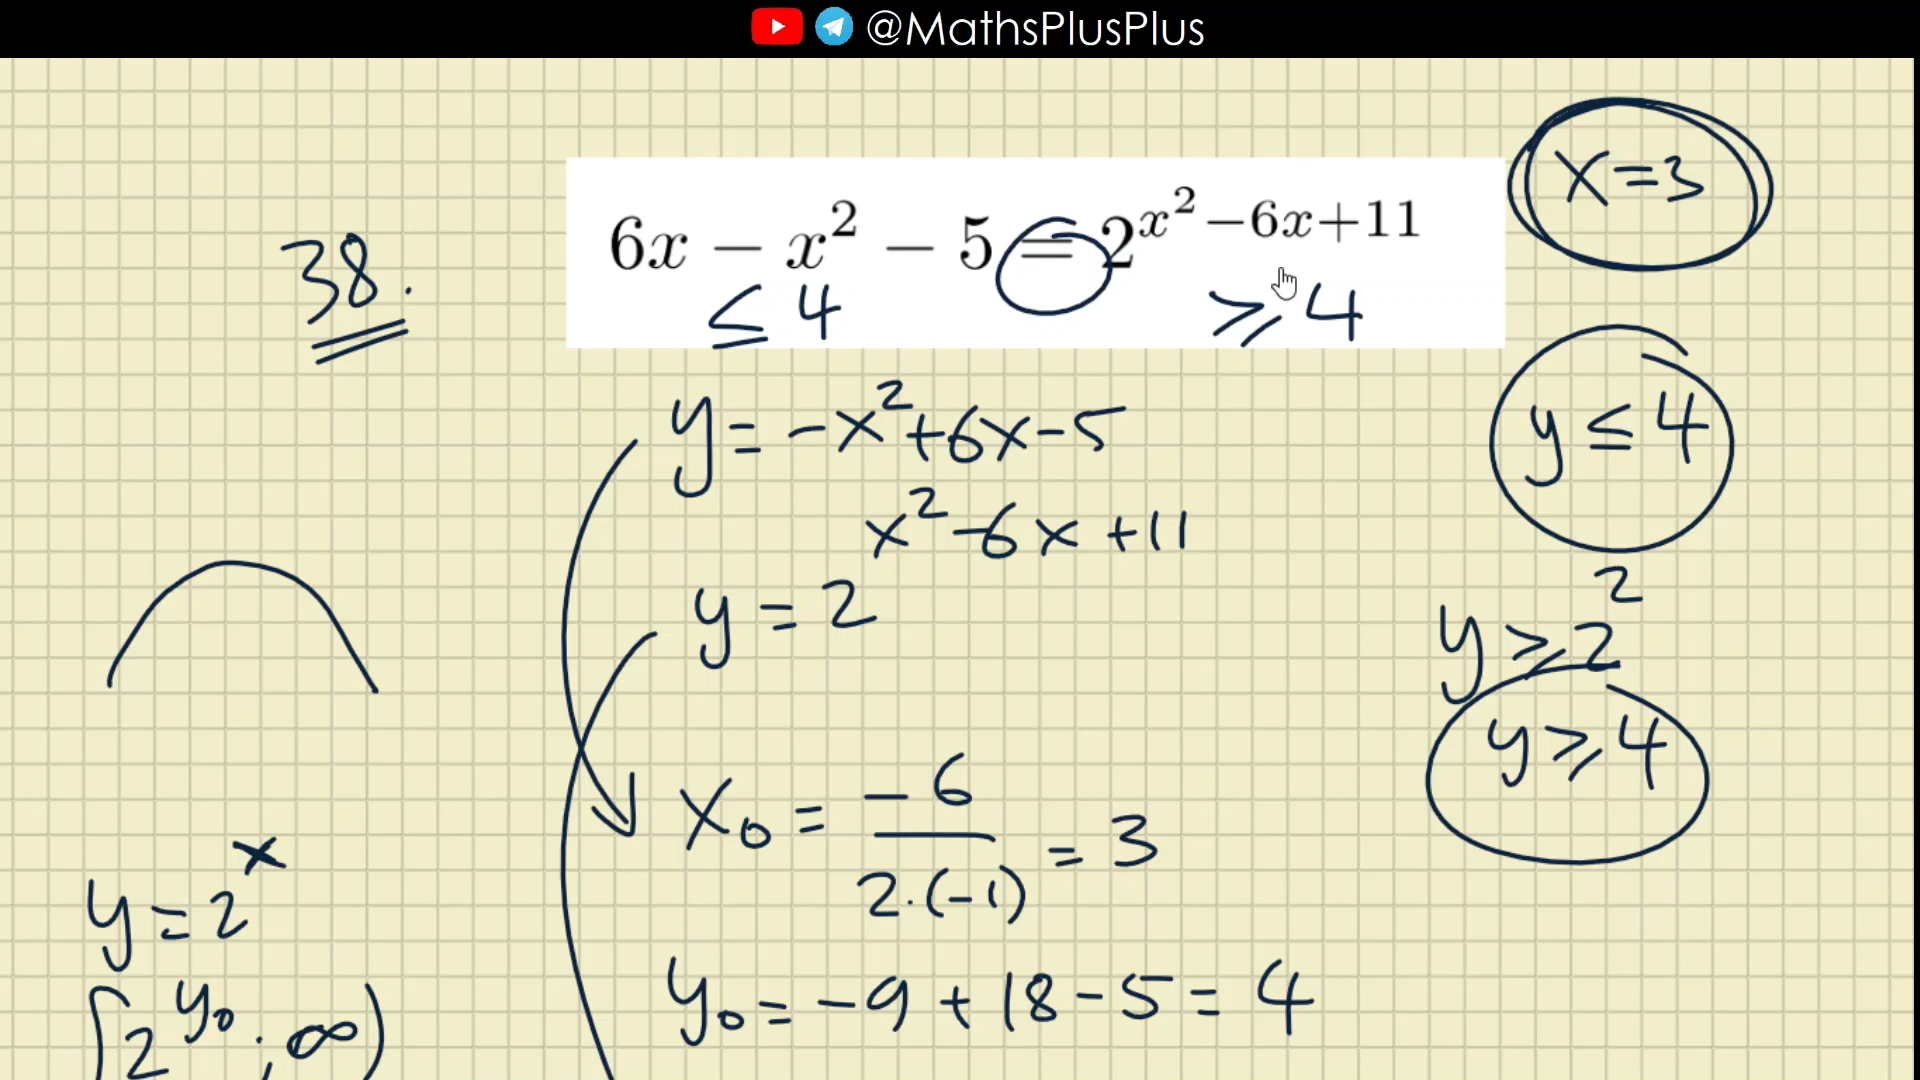 @MathsPlusPlus
38.
6x − x² − 5 = 2^{x² − 6x + 11}
≤ 4
≥ 4
x = 3
y = -x² + 6x - 5
y = 2^{x² - 6x + 11}
y ≤ 4
y ≥ 2²
y ≥ 4
x₀ = -6 / 2·(-1) = 3
y₀ = -9 + 18 - 5 = 4
y = 2^x
[2^{y₀} ; ∞)